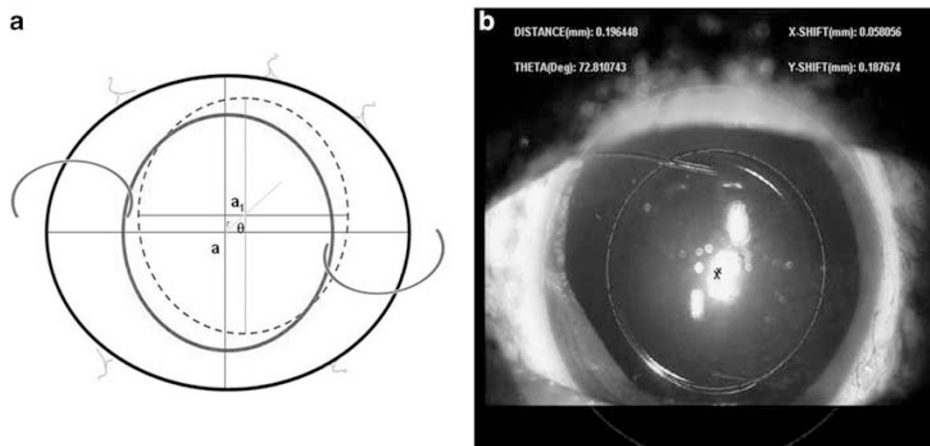 a
a1
r
θ
a
b
DISTANCE(mm): 0.196448
X-SHIFT(mm): 0.058056
THETA(Deg): 72.810743
Y-SHIFT(mm): 0.187674